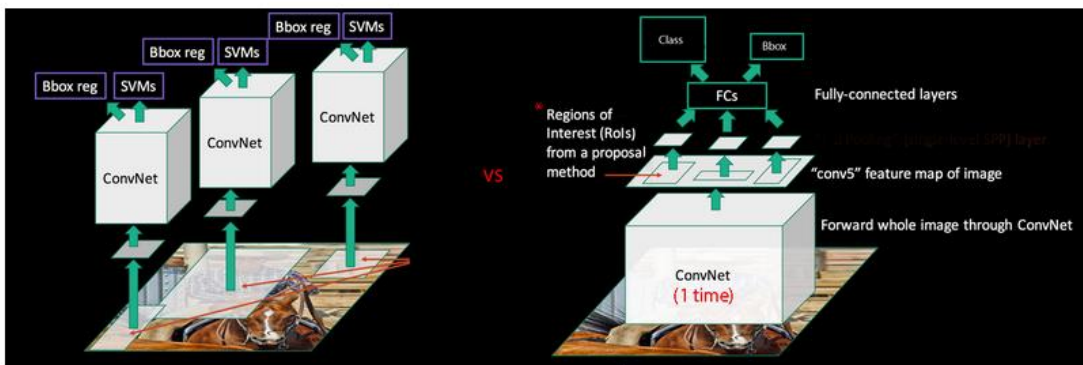 Bbox reg SVMs
Bbox reg SVMs
Bbox reg SVMs
ConvNet
ConvNet
ConvNet
vs
Class
Bbox
FCs
Fully-connected layers
* Regions of
Interest (RoIs)
from a proposal
method
layer
"conv5" feature map of image
Forward whole image through ConvNet
ConvNet
(1 time)